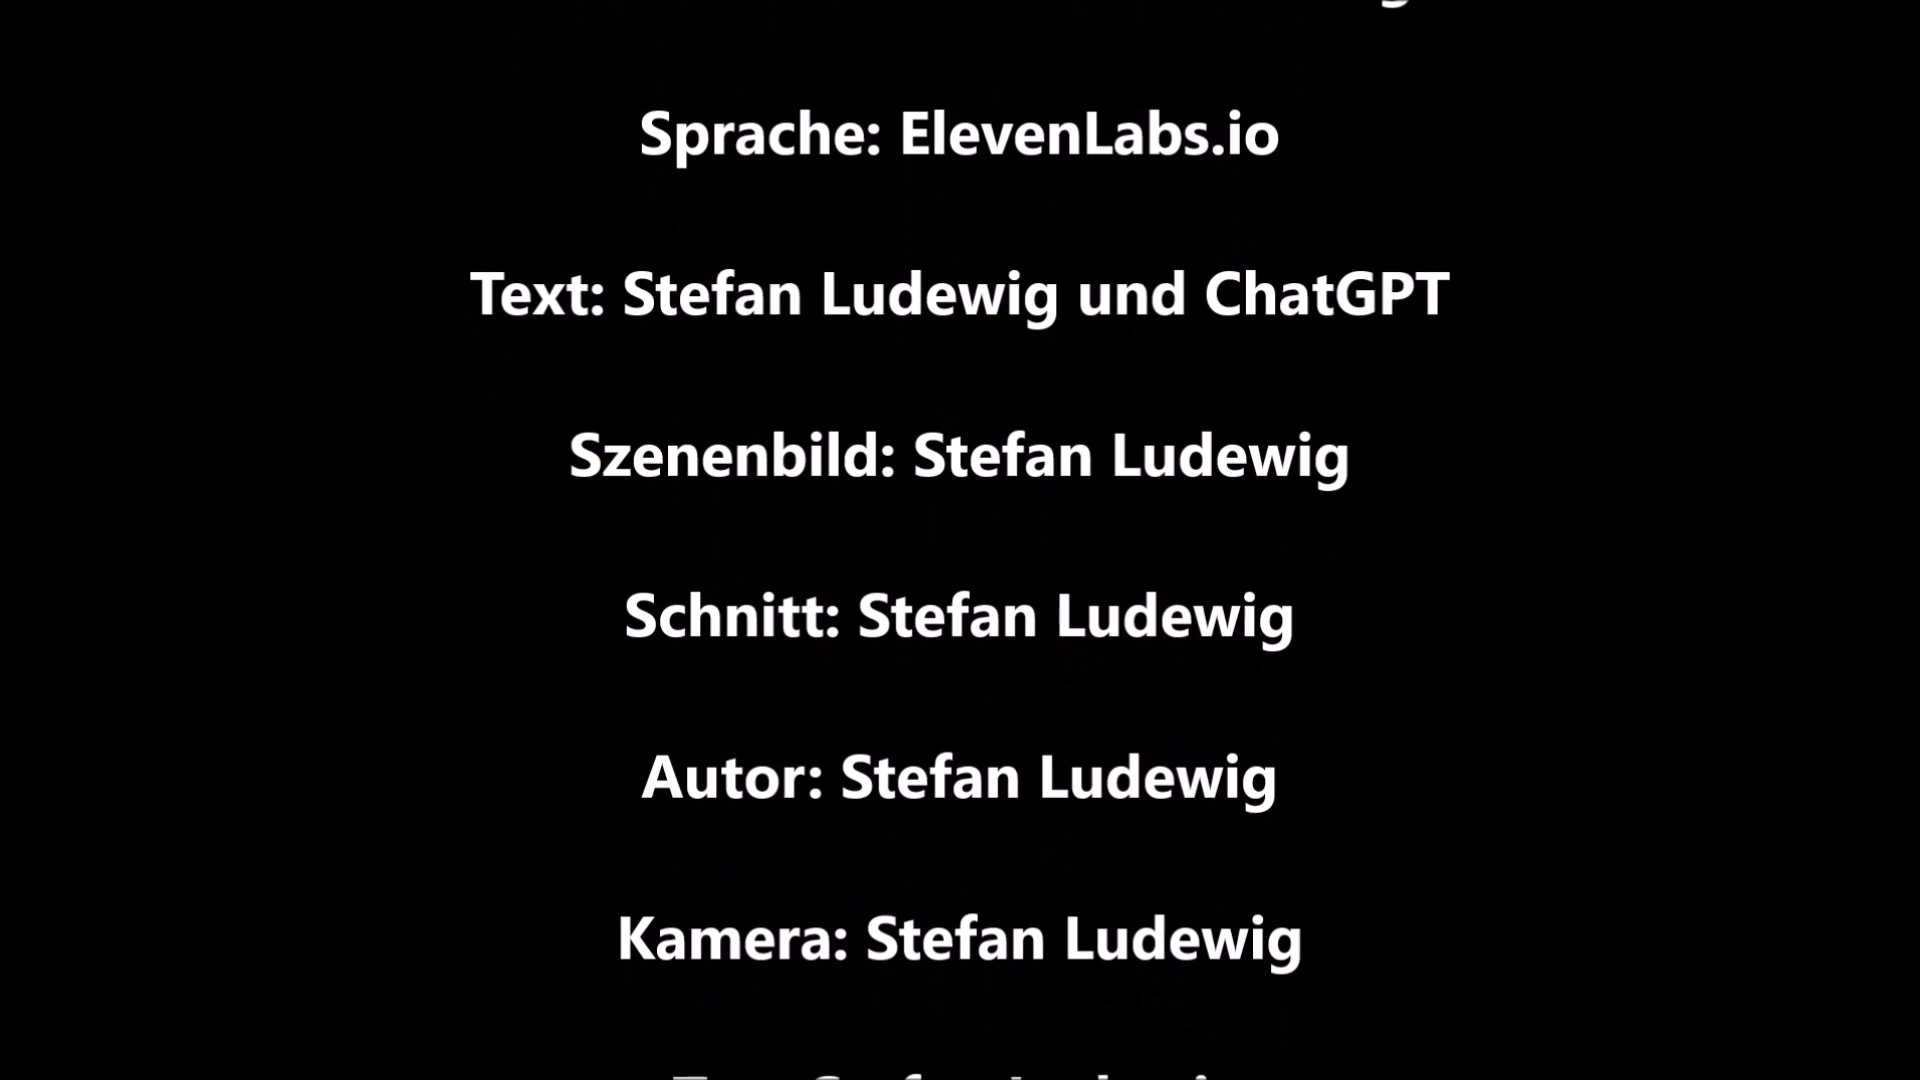 Sprache: ElevenLabs.io
Text: Stefan Ludewig und ChatGPT
Szenenbild: Stefan Ludewig
Schnitt: Stefan Ludewig
Autor: Stefan Ludewig
Kamera: Stefan Ludewig